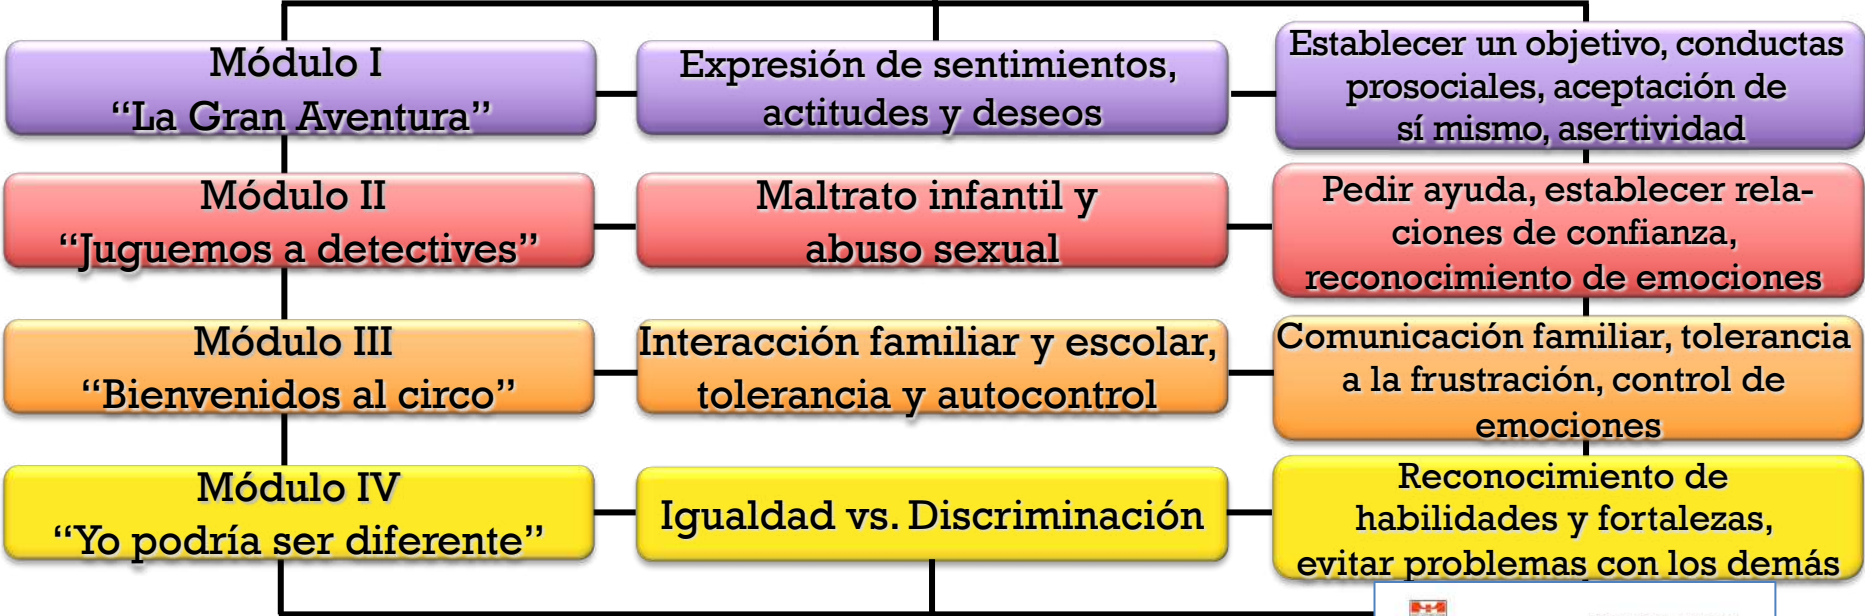 Módulo I
“La Gran Aventura”
Expresión de sentimientos,
actitudes y deseos
Establecer un objetivo, conductas
prosociales, aceptación de
sí mismo, asertividad
Módulo II
“Juguemos a detectives”
Maltrato infantil y
abuso sexual
Pedir ayuda, establecer rela-
ciones de confianza,
reconocimiento de emociones
Módulo III
“Bienvenidos al circo”
Interacción familiar y escolar,
tolerancia y autocontrol
Comunicación familiar, tolerancia
a la frustración, control de
emociones
Módulo IV
“Yo podría ser diferente”
Igualdad vs. Discriminación
Reconocimiento de
habilidades y fortalezas,
evitar problemas con los demás